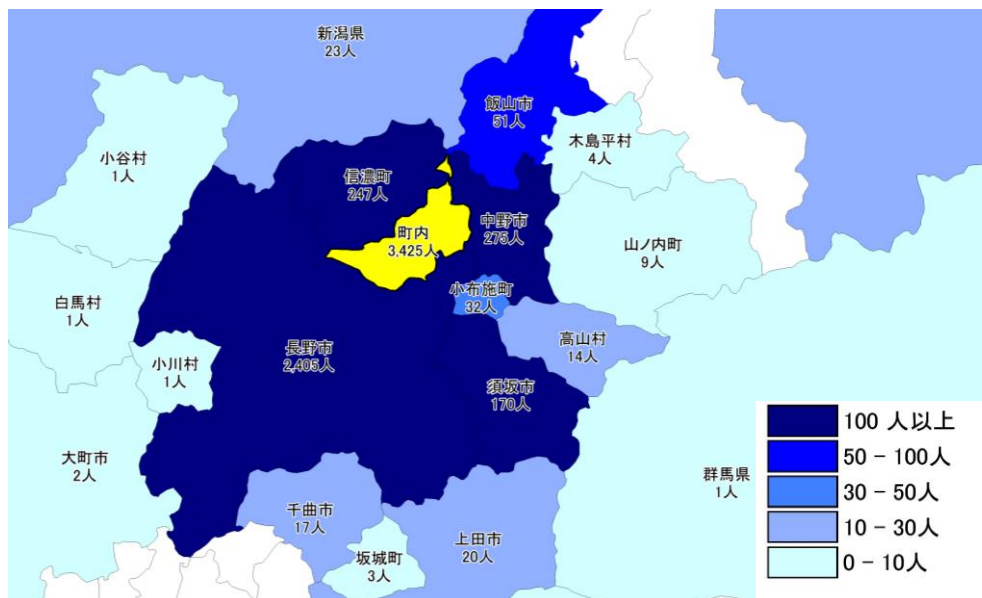 新潟県
23人
飯山市
51人
木島平村
4人
小谷村
1人
信濃町
247人
中野市
275人
町内
3,425人
山ノ内町
9人
白馬村
1人
小布施町
32人
高山村
14人
長野市
2,405人
小川村
1人
須坂市
170人
大町市
2人
群馬県
1人
千曲市
17人
上田市
20人
坂城町
3人
100 人以上
50 - 100人
30 - 50人
10 - 30人
0 - 10人